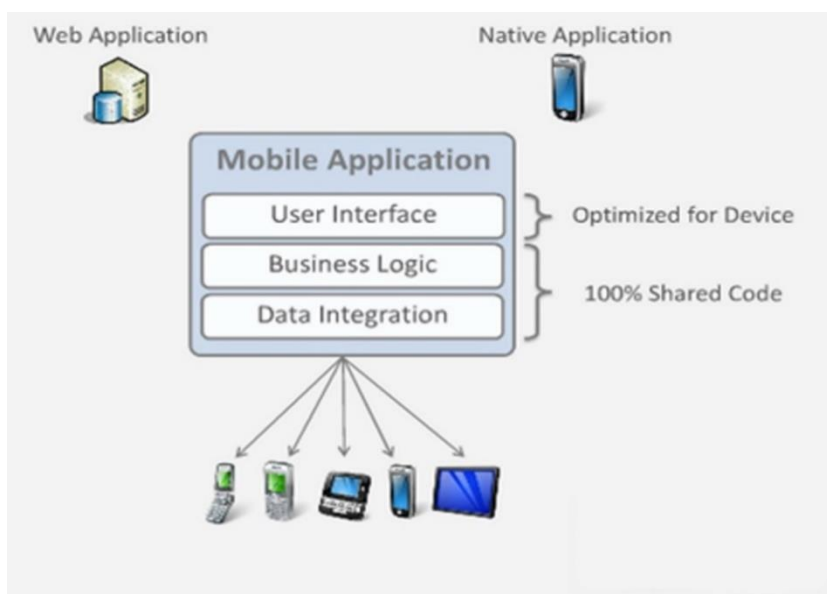 Web Application
Native Application
Mobile Application
User Interface
Optimized for Device
Business Logic
100% Shared Code
Data Integration